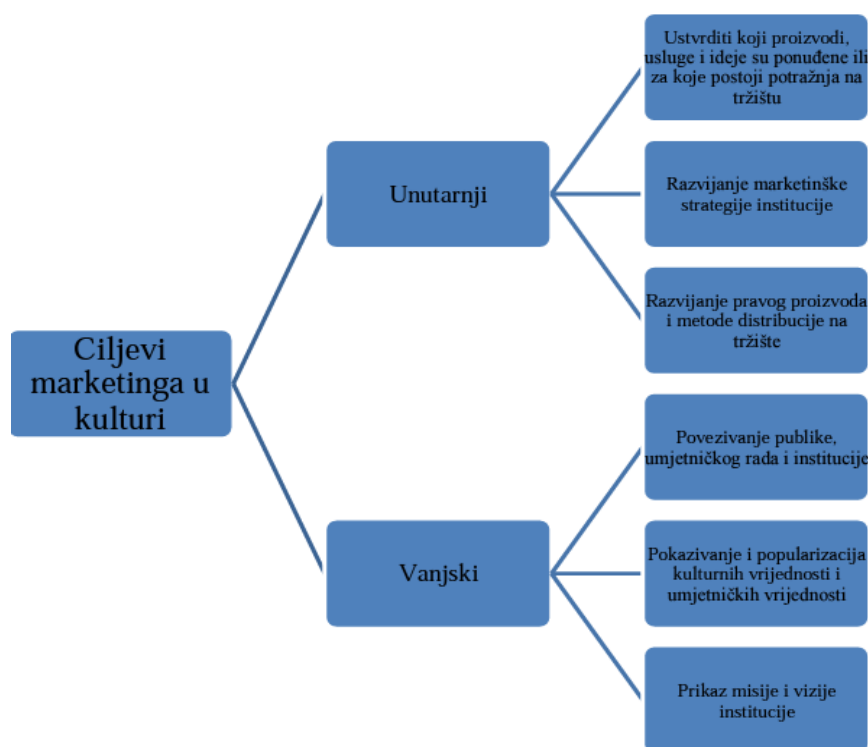 Ciljevi
marketinga u
kulturi
Unutarnji
Ustvrditi koji proizvodi,
usluge i ideje su ponuđene ili
za koje postoji potražnja na
tržištu
Razvijanje marketinške
strategije institucije
Razvijanje pravog proizvoda
i metode distribucije na
tržište
Vanjski
Povezivanje publike,
umjetničkog rada i institucije
Pokazivanje i popularizacija
kulturnih vrijednosti i
umjetničkih vrijednosti
Prikaz misije i vizije
institucije